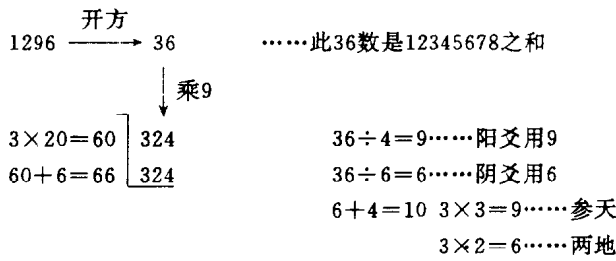 开方
1296 ⟶ 36 ……此36数是12345678之和
乘9
3×20=60 324 36÷4=9……阳爻用9
60+6=66 324 36÷6=6……阴爻用6
6+4=10 3×3=9……参天
3×2=6……两地